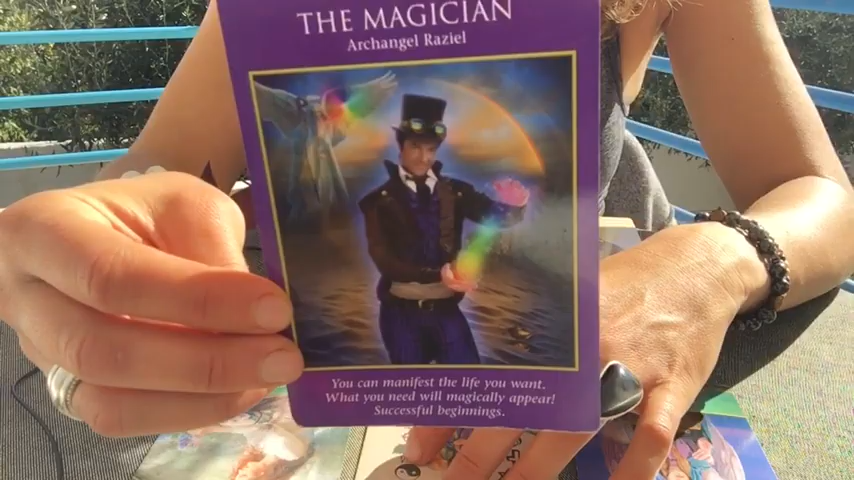 THE MAGICIAN
Archangel Raziel
You can manifest the life you want.
What you need will magically appear!
Successful beginnings.